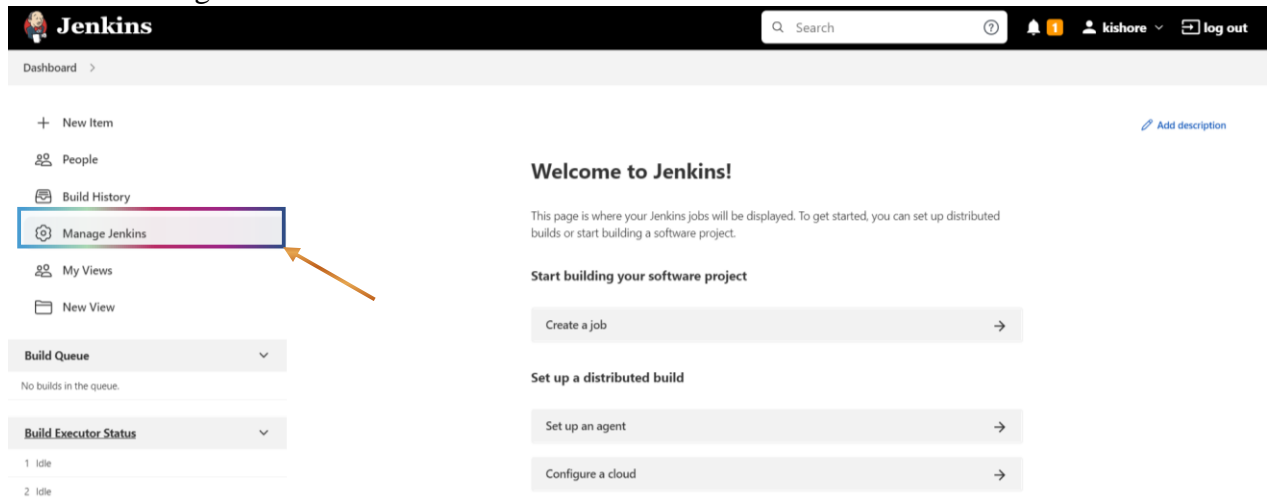 Jenkins
Search
1
kishore
log out
Dashboard
New Item
People
Build History
Manage Jenkins
My Views
New View
Build Queue
No builds in the queue.
Build Executor Status
1 Idle
2 Idle
Add description
Welcome to Jenkins!
This page is where your Jenkins jobs will be displayed. To get started, you can set up distributed
builds or start building a software project.
Start building your software project
Create a job
Set up a distributed build
Set up an agent
Configure a cloud